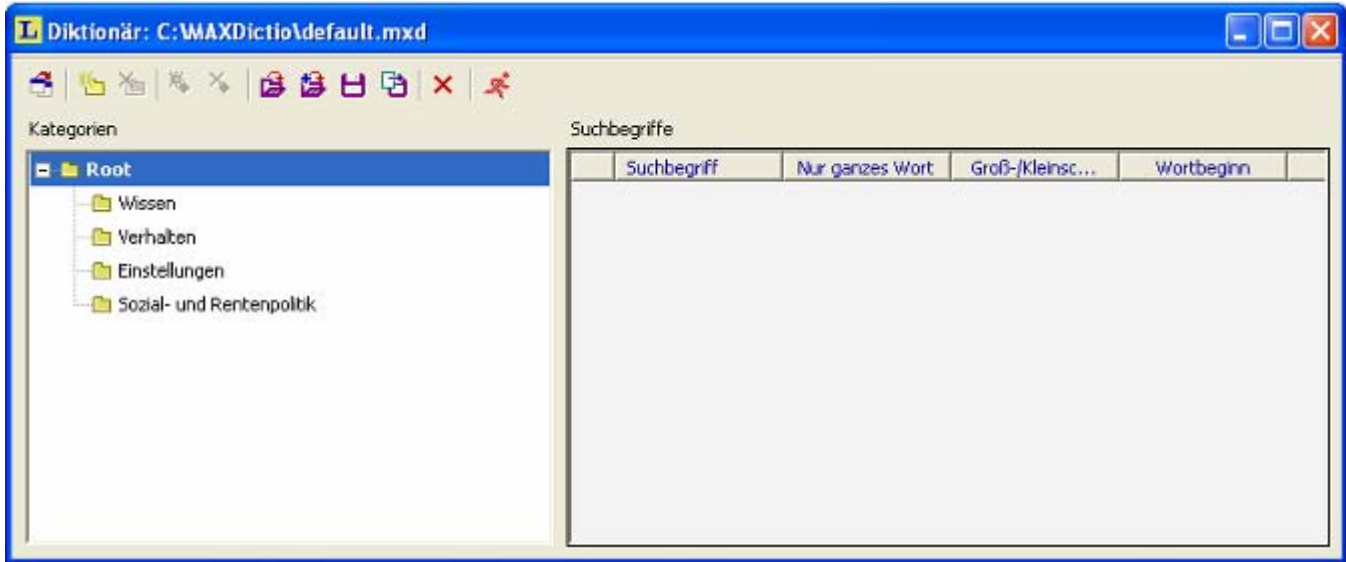 Diktionär: C:\MAXDictio\default.mxd
Kategorien
Suchbegriffe
Root
Wissen
Verhalten
Einstellungen
Sozial- und Rentenpolitik
Suchbegriff Nur ganzes Wort Groß-/Kleinsc... Wortbeginn